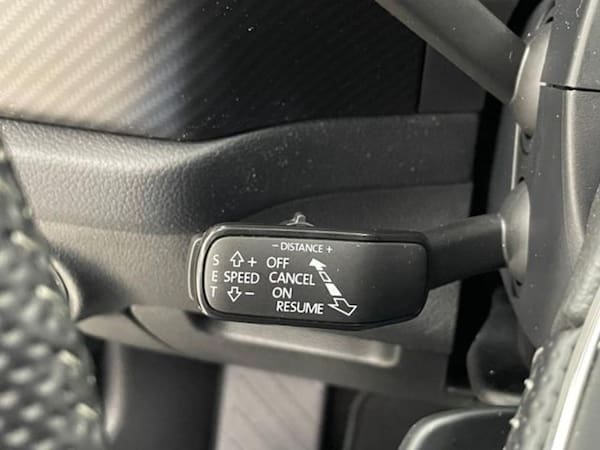 − DISTANCE +
S + OFF
E SPEED CANCEL
T − ON
RESUME